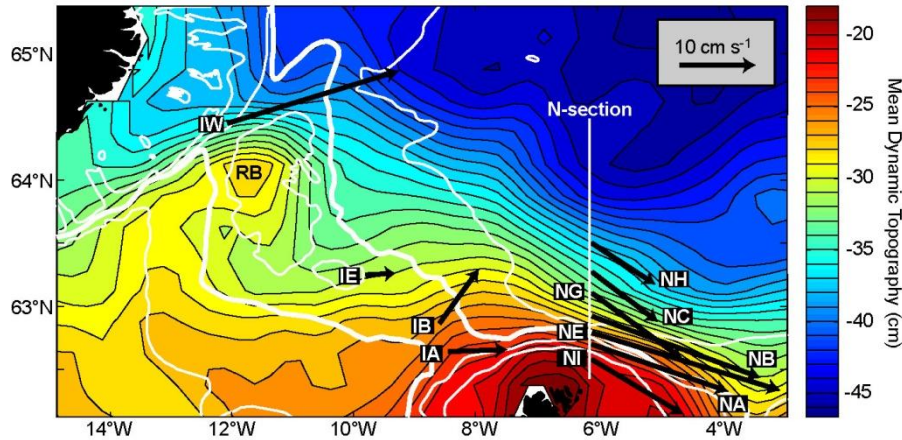 65°N
64°N
63°N
14°W
12°W
10°W
8°W
6°W
4°W
10 cm s⁻¹
N-section
IW
RB
IE
IB
IA
NH
NG
NC
NE
NI
NB
NA
-20
-25
-30
-35
-40
-45
Mean Dynamic Topography (cm)